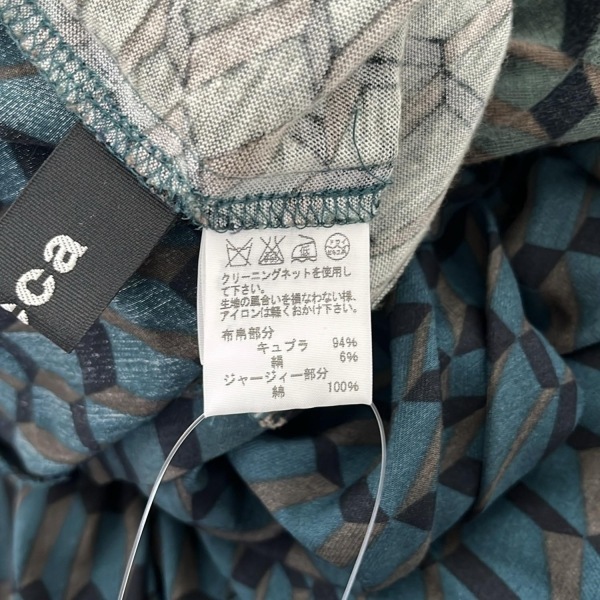 ca
低
クリーニングネットを使用し
て下さい。
生地の風合いを損なわない様、
アイロンは軽くおかけ下さい。
布帛部分
キュプラ 94%
絹 6%
ジャージィー部分
綿 100%